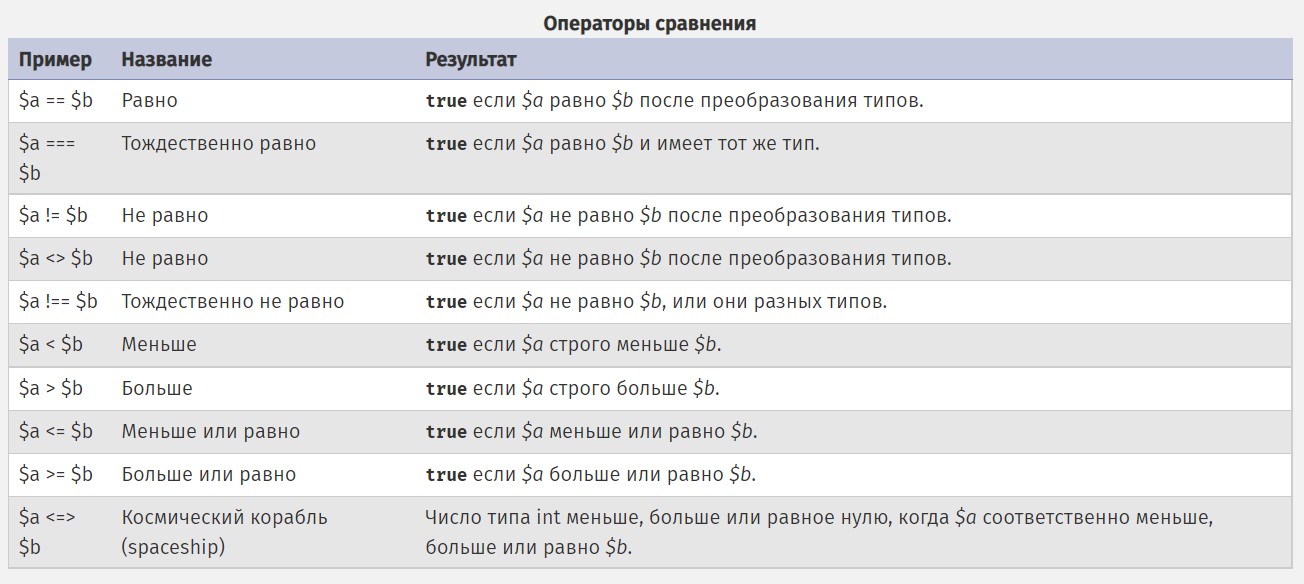 Операторы сравнения
Пример Название Результат
$a == $b Равно true если $a равно $b после преобразования типов.
$a === Тождественно равно true если $a равно $b и имеет тот же тип.
$b
$a != $b Не равно true если $a не равно $b после преобразования типов.
$a <> $b Не равно true если $a не равно $b после преобразования типов.
$a !== $b Тождественно не равно true если $a не равно $b, или они разных типов.
$a < $b Меньше true если $a строго меньше $b.
$a > $b Больше true если $a строго больше $b.
$a <= $b Меньше или равно true если $a меньше или равно $b.
$a >= $b Больше или равно true если $a больше или равно $b.
$a <=> Космический корабль Число типа int меньше, больше или равное нулю, когда $a соответственно меньше,
$b (spaceship) больше или равно $b.